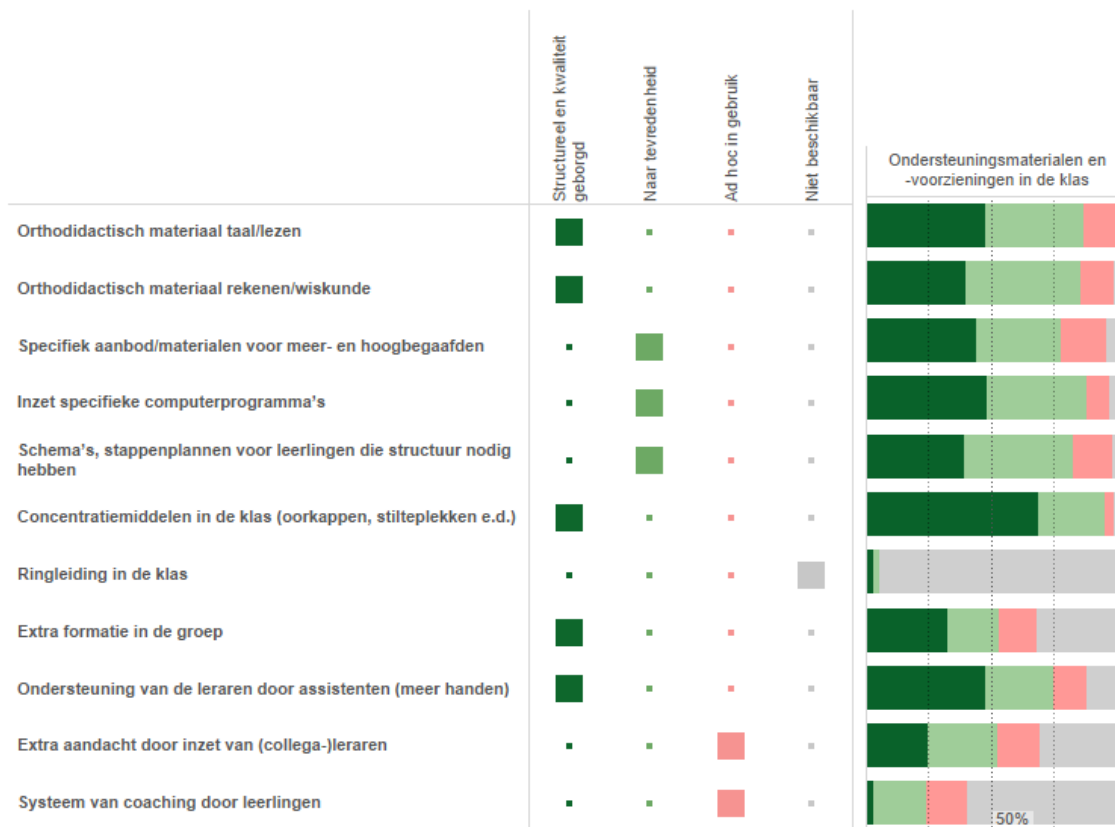 Structureel en kwaliteit
geborgd
Naar tevredenheid
Ad hoc in gebruik
Niet beschikbaar
Ondersteuningsmaterialen en
-voorzieningen in de klas
Orthodidactisch materiaal taal/lezen
Orthodidactisch materiaal rekenen/wiskunde
Specifiek aanbod/materialen voor meer- en hoogbegaafden
Inzet specifieke computerprogramma's
Schema's, stappenplannen voor leerlingen die structuur nodig
hebben
Concentratiemiddelen in de klas (oorkappen, stilteplekken e.d.)
Ringleiding in de klas
Extra formatie in de groep
Ondersteuning van de leraren door assistenten (meer handen)
Extra aandacht door inzet van (collega-)leraren
Systeem van coaching door leerlingen
50%